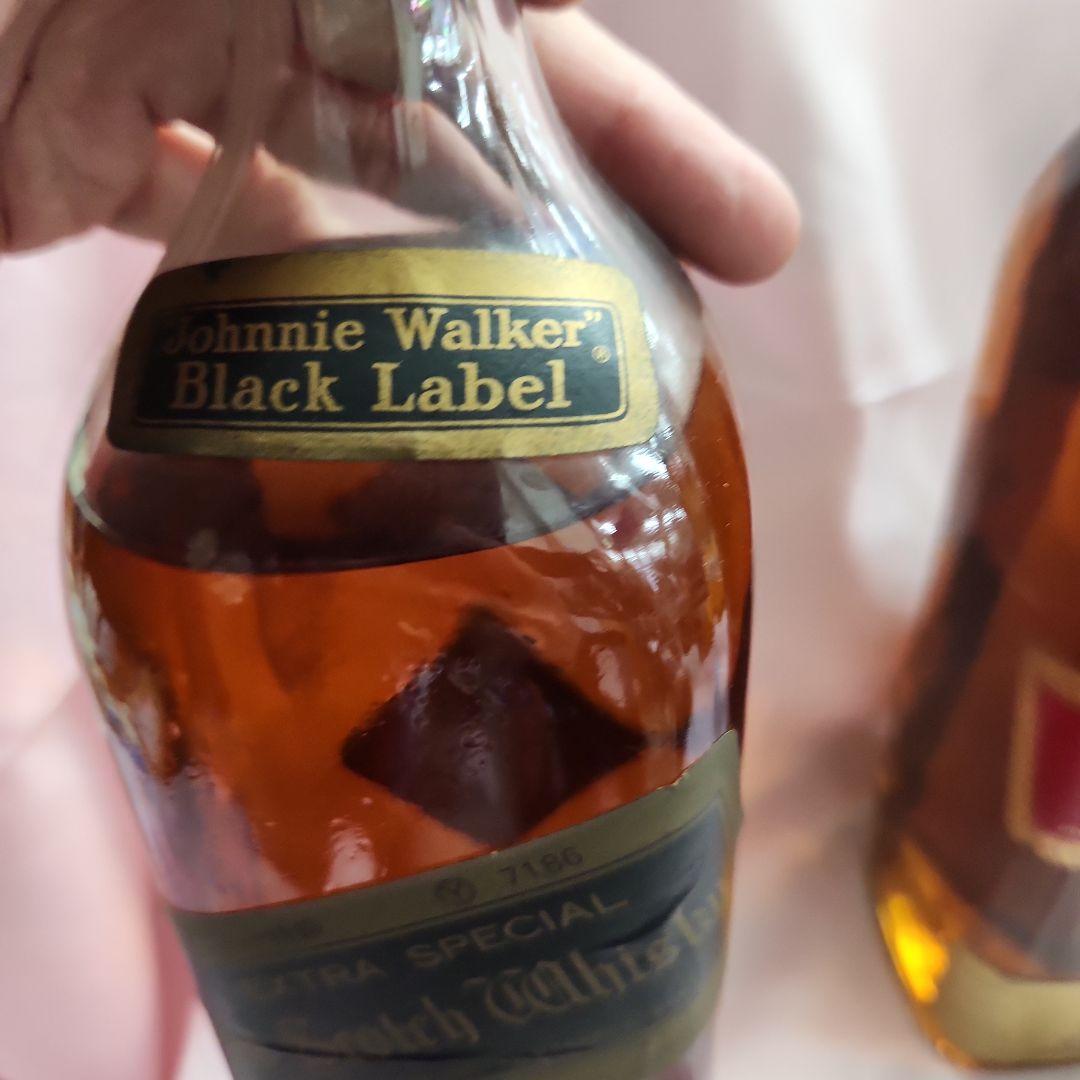 Johnnie Walker”®
Black Label
7186
EXTRA SPECIAL
Scotch Whisky